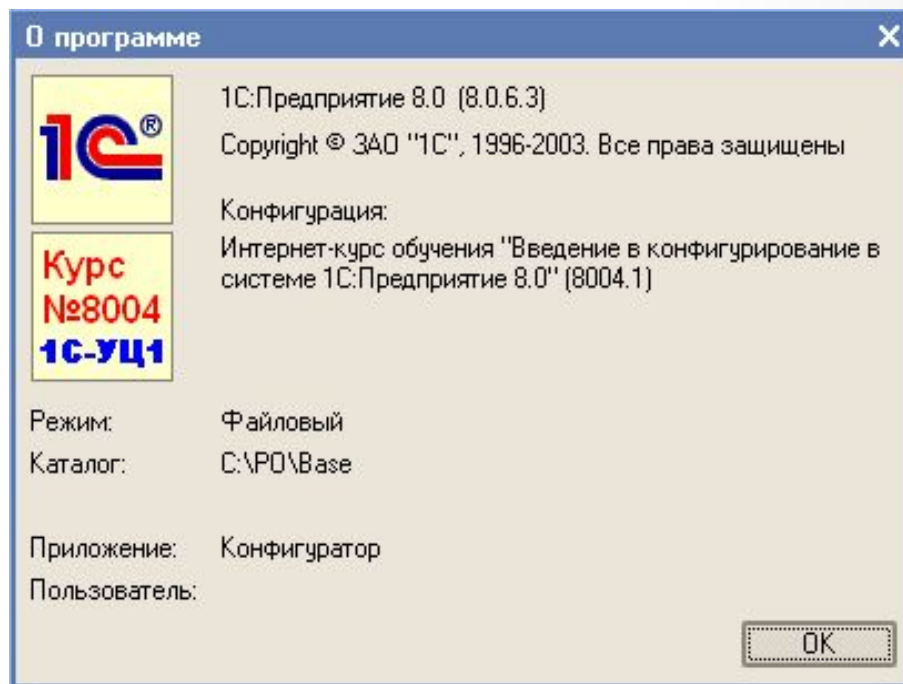 О программе
1С®
1С:Предприятие 8.0 (8.0.6.3)
Copyright © ЗАО "1С", 1996-2003. Все права защищены
Конфигурация:
Интернет-курс обучения "Введение в конфигурирование в
системе 1С:Предприятие 8.0" (8004.1)
Курс
№8004
1С-УЦ1
Режим: Файловый
Каталог: C:\PO\Base
Приложение: Конфигуратор
Пользователь:
OK